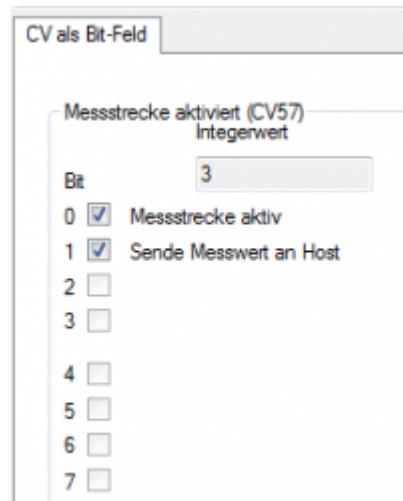 CV als Bit-Feld
Messstrecke aktiviert (CV57)
Integerwert
Bit
3
0 Messstrecke aktiv
1 Sende Messwert an Host
2
3
4
5
6
7